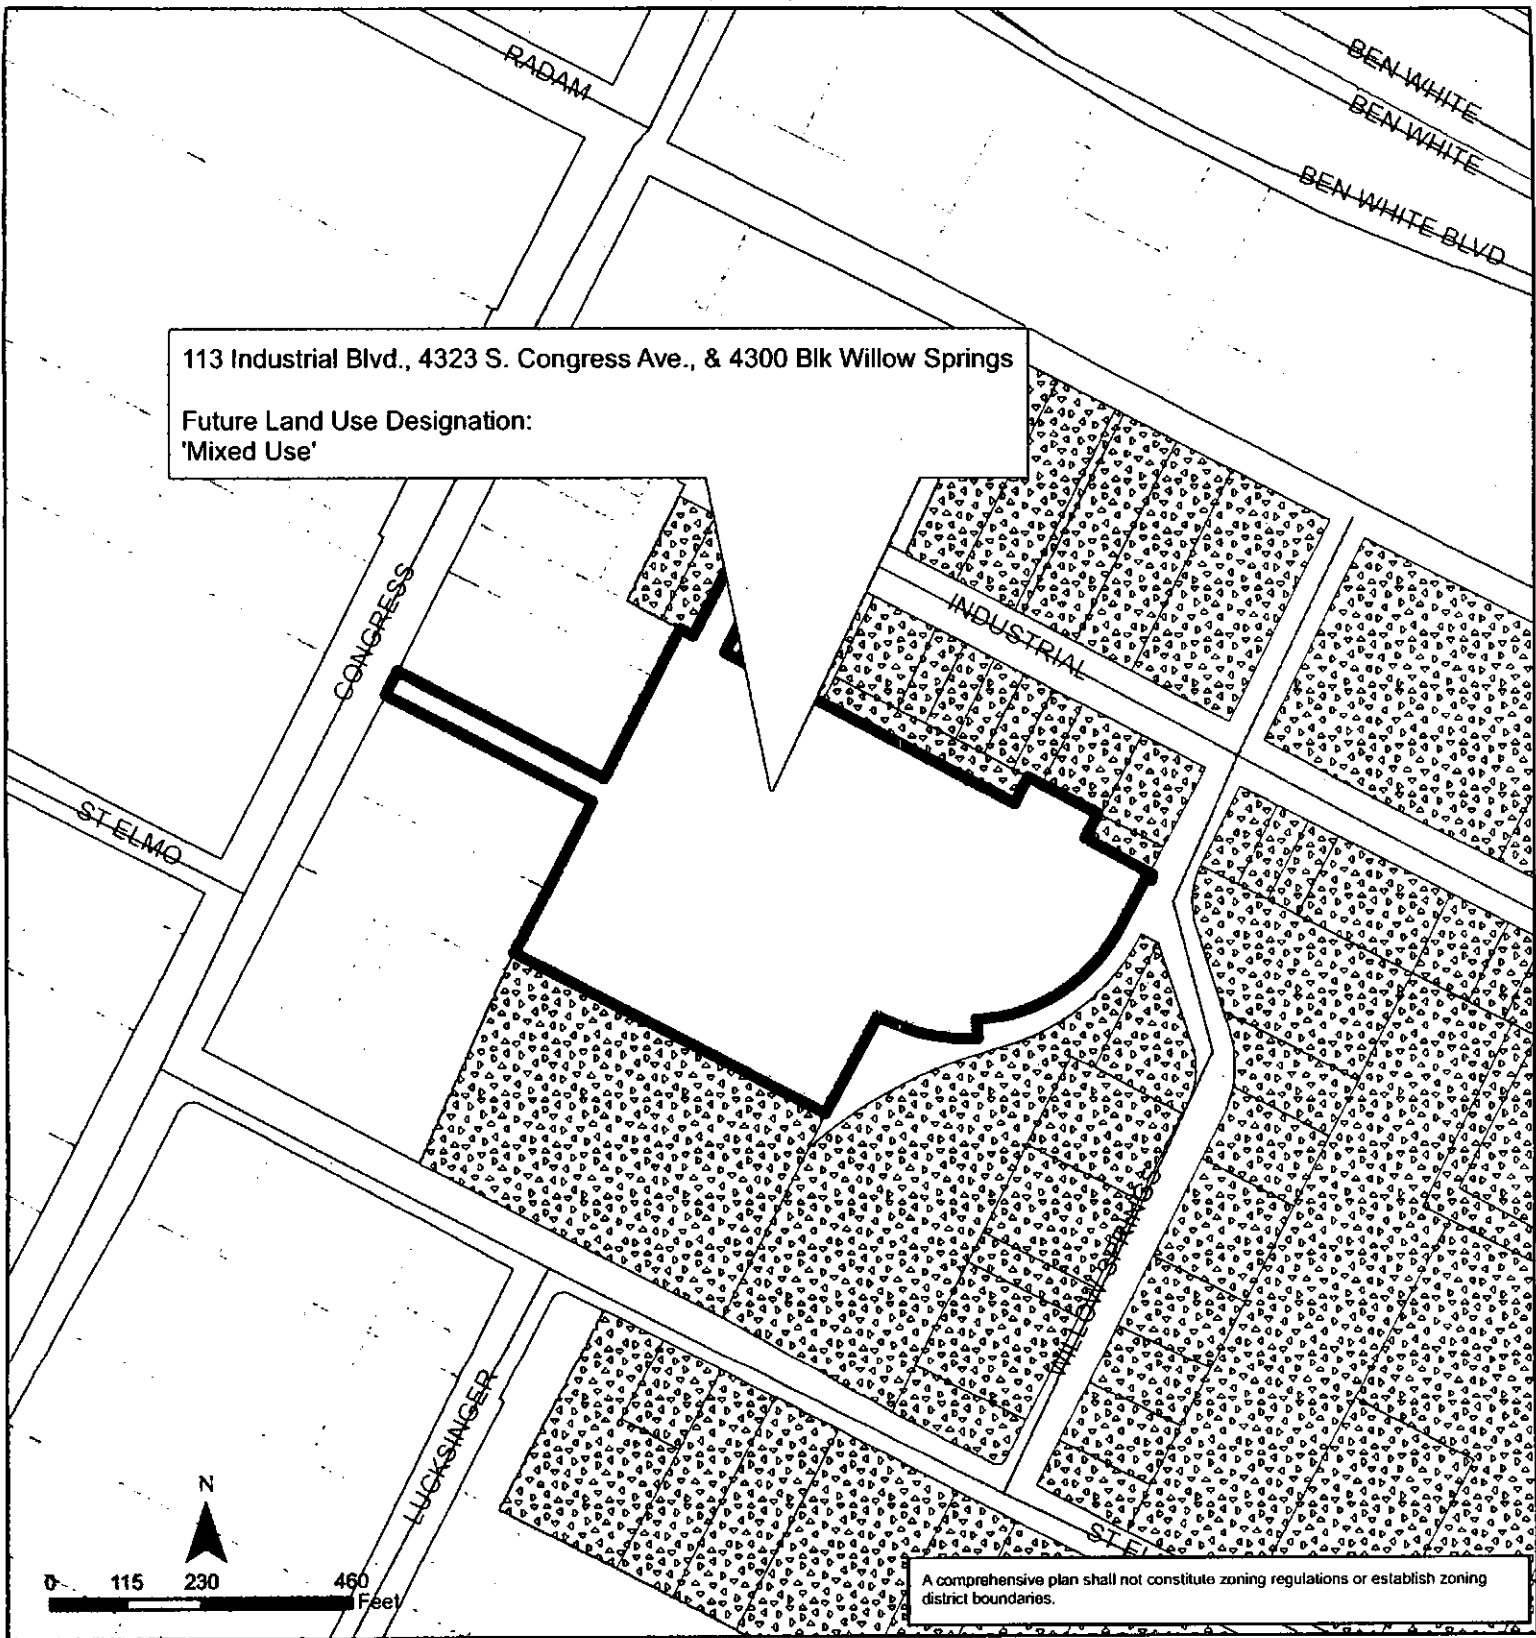 BEN WHITE
RADAM
BEN WHITE
BEN WHITE BLVD
113 Industrial Blvd., 4323 S. Congress Ave., & 4300 Blk Willow Springs
Future Land Use Designation:
'Mixed Use'
CONGRESS
INDUSTRIAL
ST ELMO
WILLOW SPRINGS
LUCKSINGER
N
0 115 230 460
Feet
A comprehensive plan shall not constitute zoning regulations or establish zoning
district boundaries.